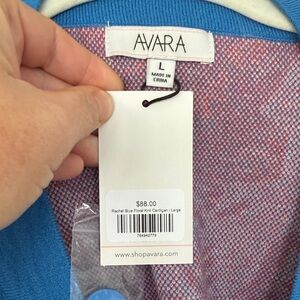 AVARA
L
MADE IN
CHINA
$88.00
Rachel Blue Floral Knit Cardigan / Large
www.shopavara.com